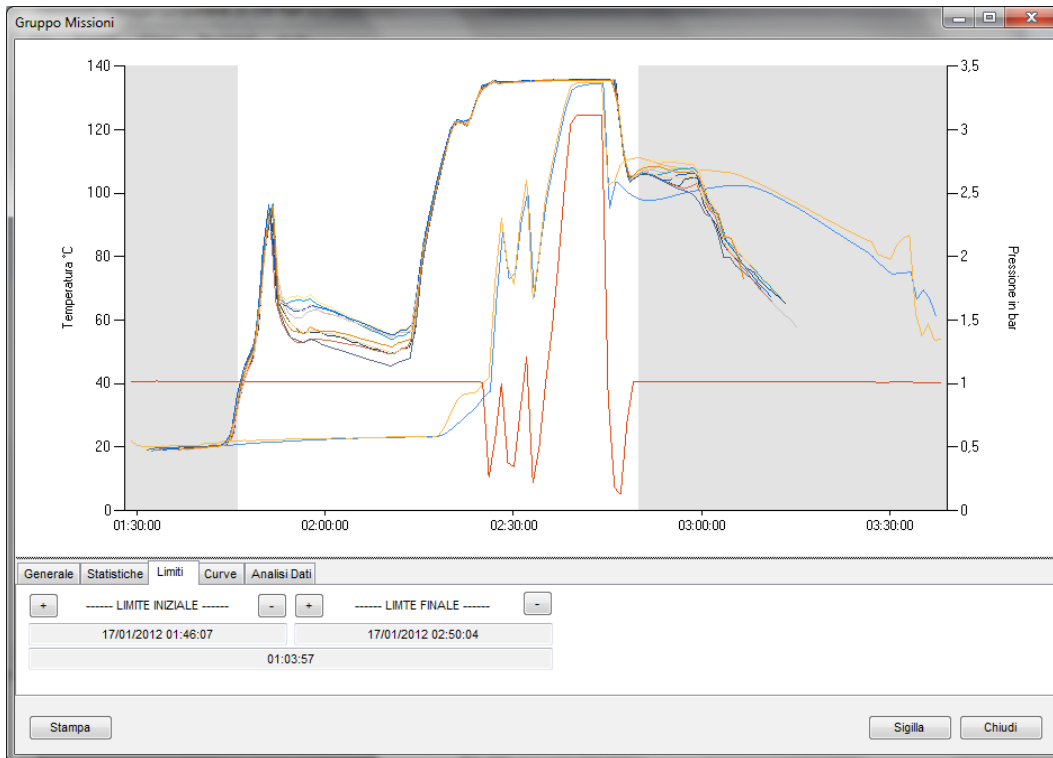 Gruppo Missioni
140
120
100
80
60
40
20
0
Temperatura °C
3,5
3
2,5
2
1,5
1
0,5
0
Pressione in bar
01:30:00 02:00:00 02:30:00 03:00:00 03:30:00
Generale Statistiche Limiti Curve Analisi Dati
+ ------ LIMITE INIZIALE ------ - + ------ LIMTE FINALE ------ -
17/01/2012 01:46:07 17/01/2012 02:50:04
01:03:57
Stampa Sigilla Chiudi